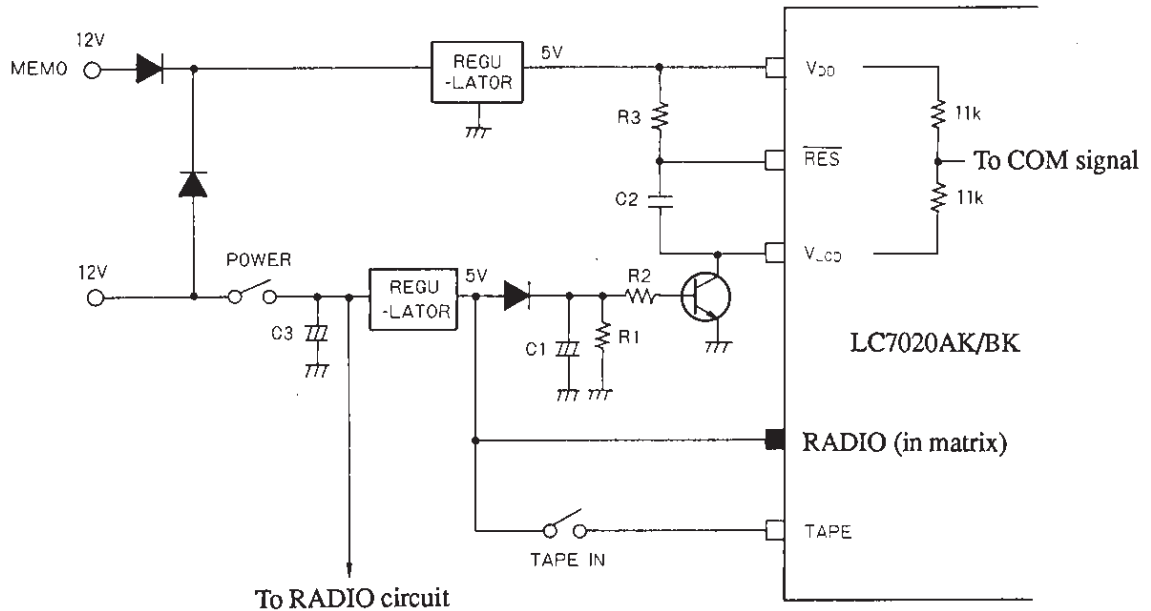 12V
MEMO
REGU
-LATOR
5V
VDD
R3
11k
RES
To COM signal
C2
11k
VLCD
12V
POWER
REGU
-LATOR
5V
R2
C3
C1
R1
LC7020AK/BK
RADIO (in matrix)
TAPE
TAPE IN
To RADIO circuit